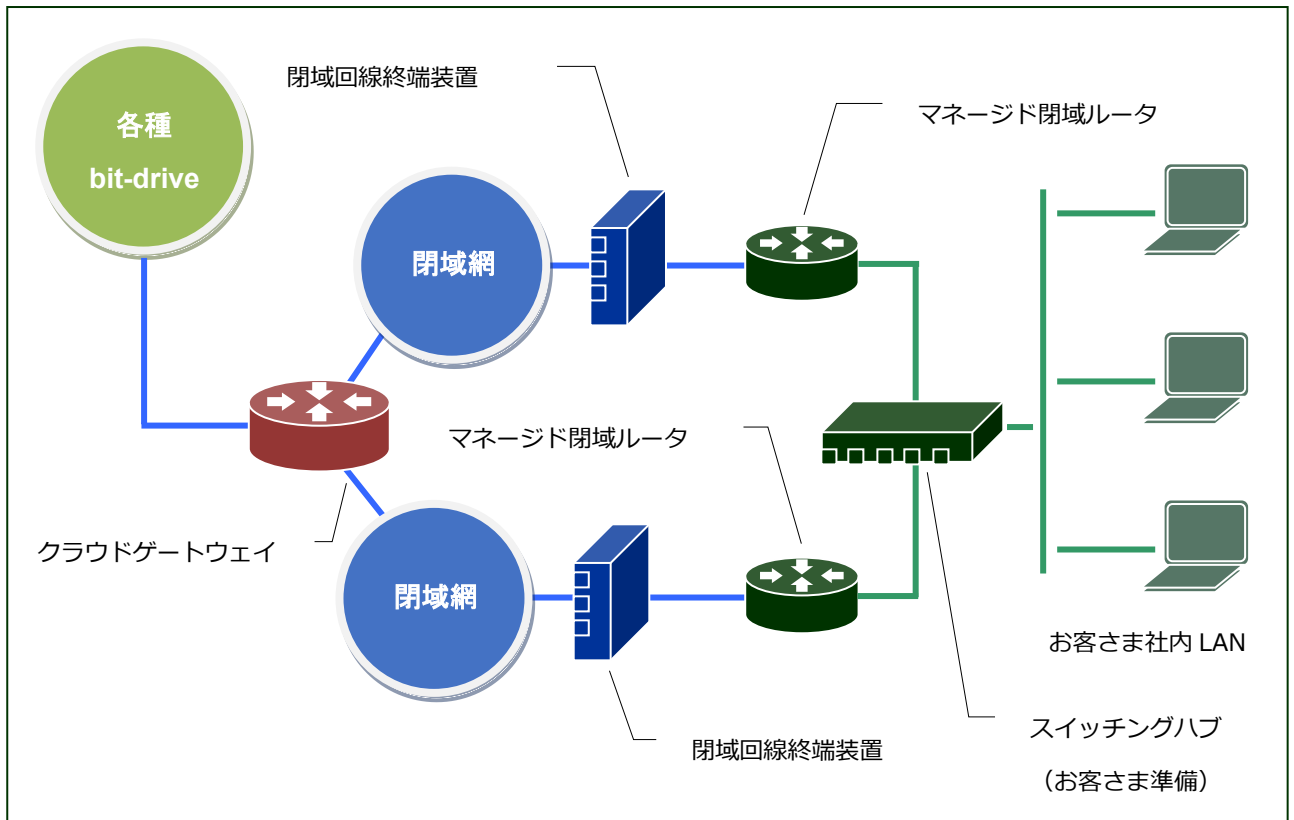 閉域回線終端装置
マネージド閉域ルータ
各種
bit-drive
閉域網
マネージド閉域ルータ
クラウドゲートウェイ
閉域網
お客さま社内 LAN
スイッチングハブ
（お客さま準備）
閉域回線終端装置